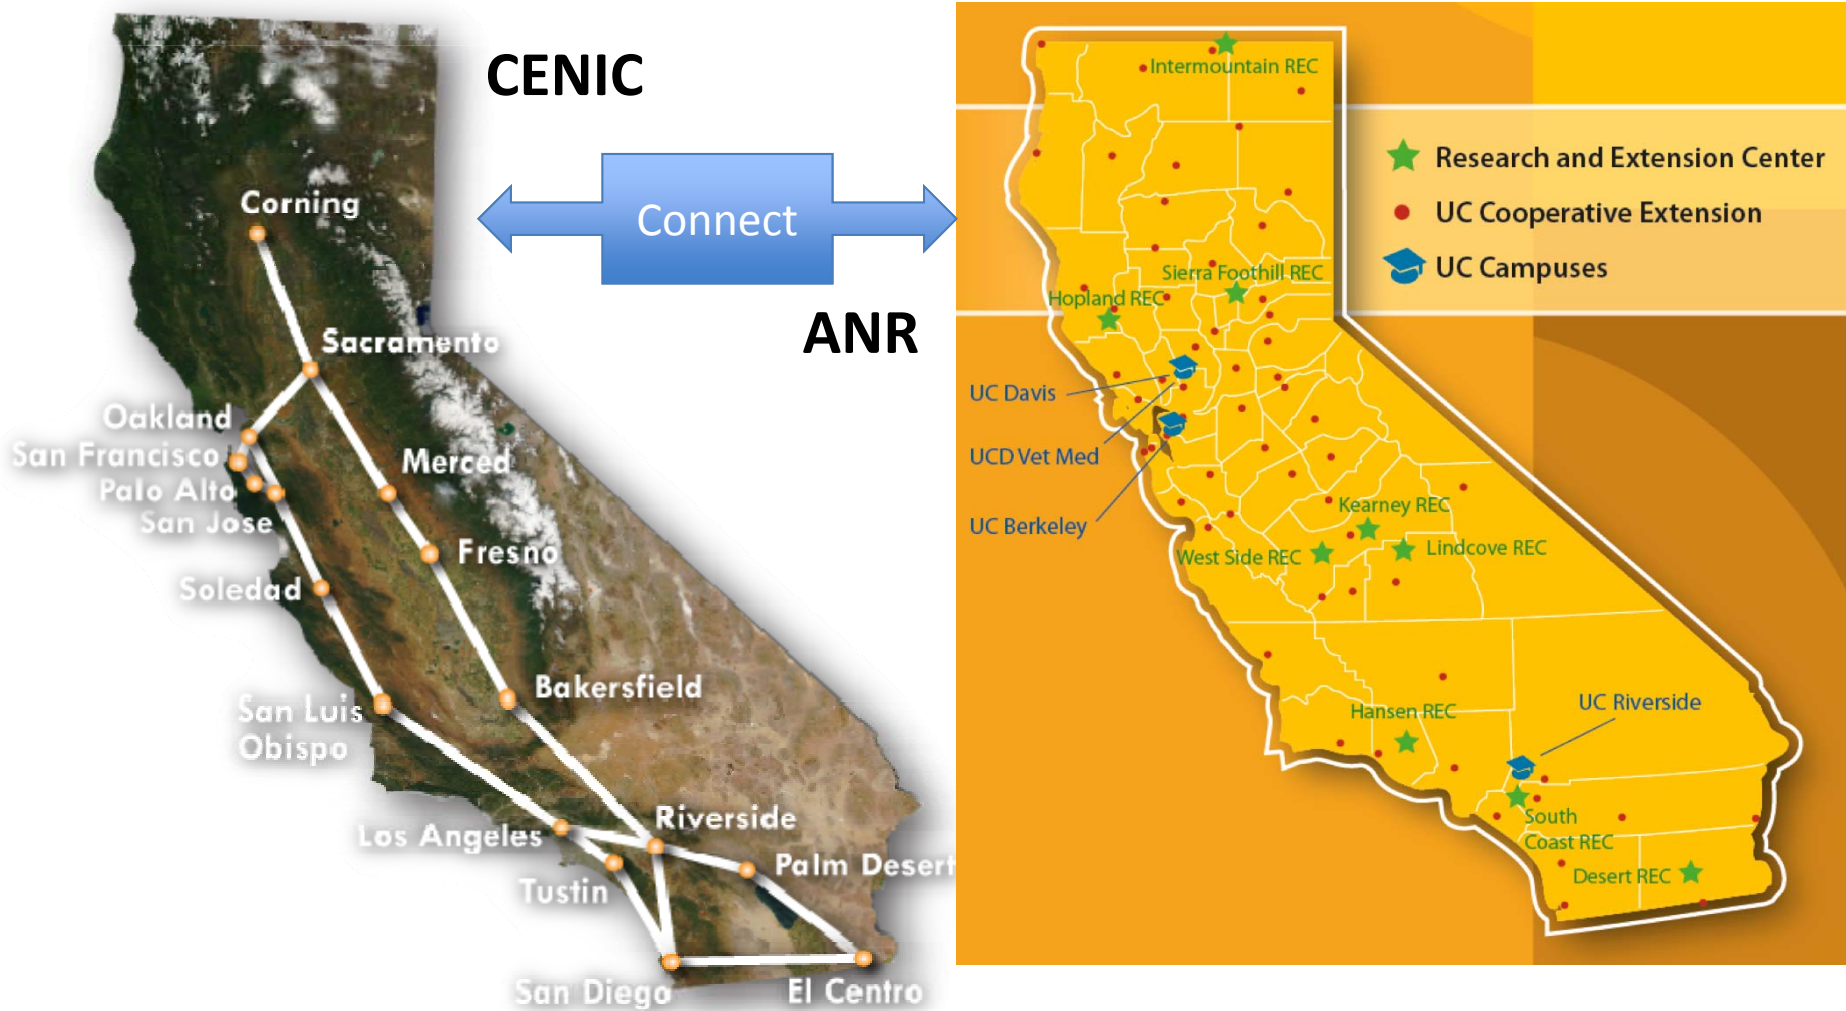 CENIC
Connect
ANR
Corning
Sacramento
Oakland
San Francisco
Palo Alto
San Jose
Merced
Fresno
Soledad
San Luis
Obispo
Bakersfield
Los Angeles
Riverside
Palm Desert
Tustin
San Diego
El Centro
Intermountain REC
Research and Extension Center
UC Cooperative Extension
UC Campuses
Sierra Foothill REC
Hopland REC
UC Davis
UCD Vet Med
UC Berkeley
Kearney REC
West Side REC
Lindcove REC
Hansen REC
UC Riverside
South
Coast REC
Desert REC